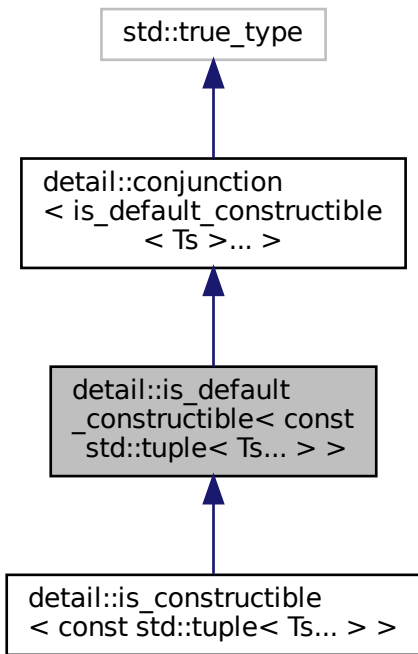 std::true_type
detail::conjunction
< is_default_constructible
< Ts >... >
detail::is_default
_constructible< const
std::tuple< Ts... > >
detail::is_constructible
< const std::tuple< Ts... > >